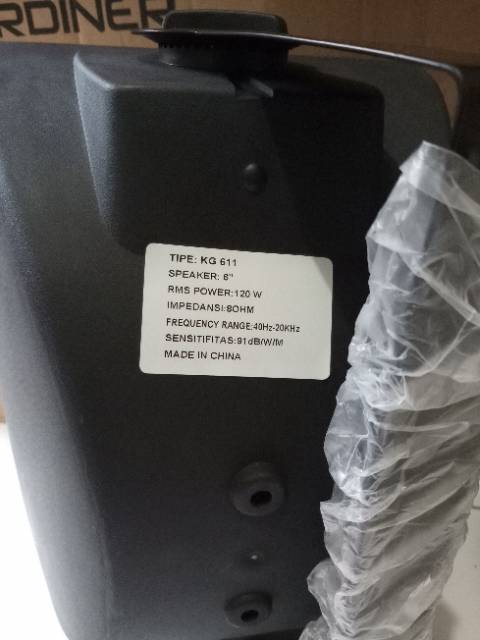 RDINER
TIPE: KG 611
SPEAKER: 6"
RMS POWER:120 W
IMPEDANSI:8OHM
FREQUENCY RANGE:40Hz-20KHz
SENSITIFITAS:91dB/W/M
MADE IN CHINA